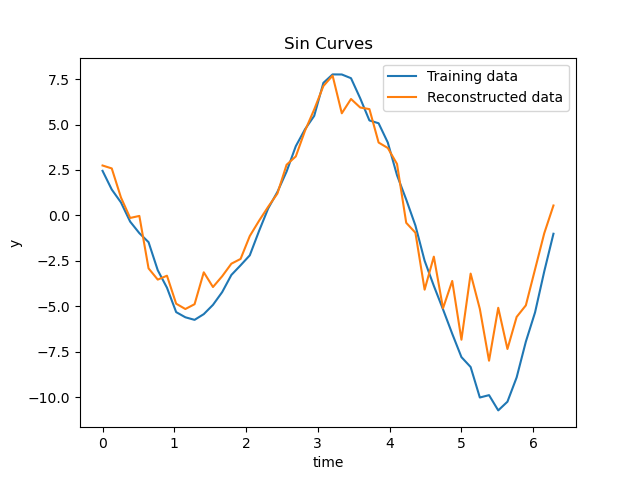 Sin Curves
Training data
Reconstructed data
7.5
5.0
2.5
0.0
−2.5
−5.0
−7.5
−10.0
y
0 1 2 3 4 5 6
time